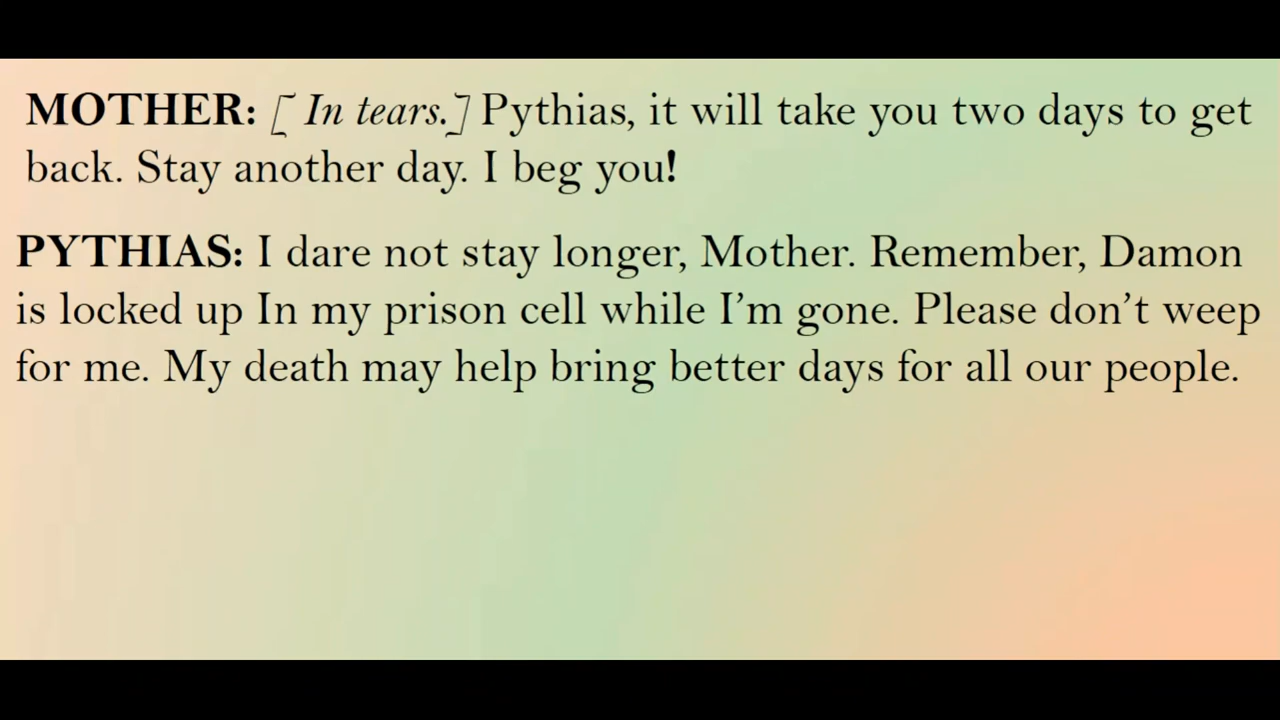 MOTHER: [ In tears.] Pythias, it will take you two days to get
back. Stay another day. I beg you!
PYTHIAS: I dare not stay longer, Mother. Remember, Damon
is locked up In my prison cell while I’m gone. Please don’t weep
for me. My death may help bring better days for all our people.